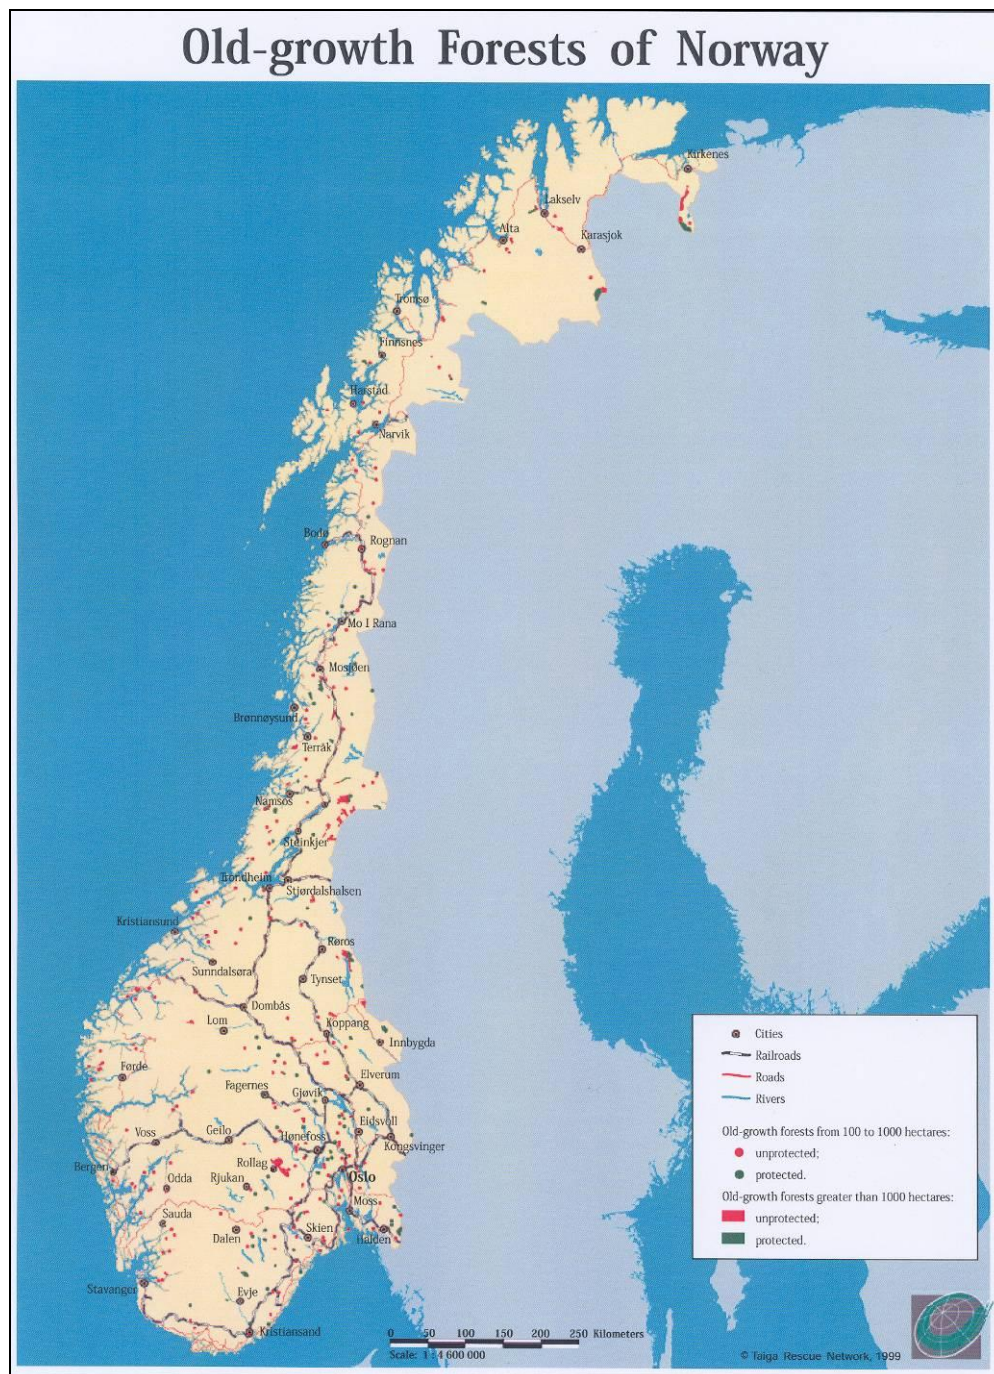 Old-growth Forests of Norway
Kirkenes
Lakselv
Alta
Karasjok
Tromsø
Finnsnes
Harstad
Narvik
Bodø
Rognan
Mo I Rana
Mosjøen
Brønnøysund
Terråk
Namsos
Steinkjer
Trondheim
Stjørdalshalsen
Kristiansund
Røros
Sunndalsøra
Tynset
Dombås
Lom
Koppang
Innbygda
Førde
Elverum
Fagernes
Gjøvik
Eidsvoll
Voss
Geilo
Hønefoss
Kongsvinger
Bergen
Rollag
Oslo
Odda
Rjukan
Moss
Sauda
Dalen
Skien
Halden
Stavanger
Evje
Kristiansand
Cities
Railroads
Roads
Rivers
Old-growth forests from 100 to 1000 hectares:
unprotected;
protected.
Old-growth forests greater than 1000 hectares:
unprotected;
protected.
0 50 100 150 200 250 Kilometers
Scale: 1 : 4 600 000
© Taiga Rescue Network, 1999